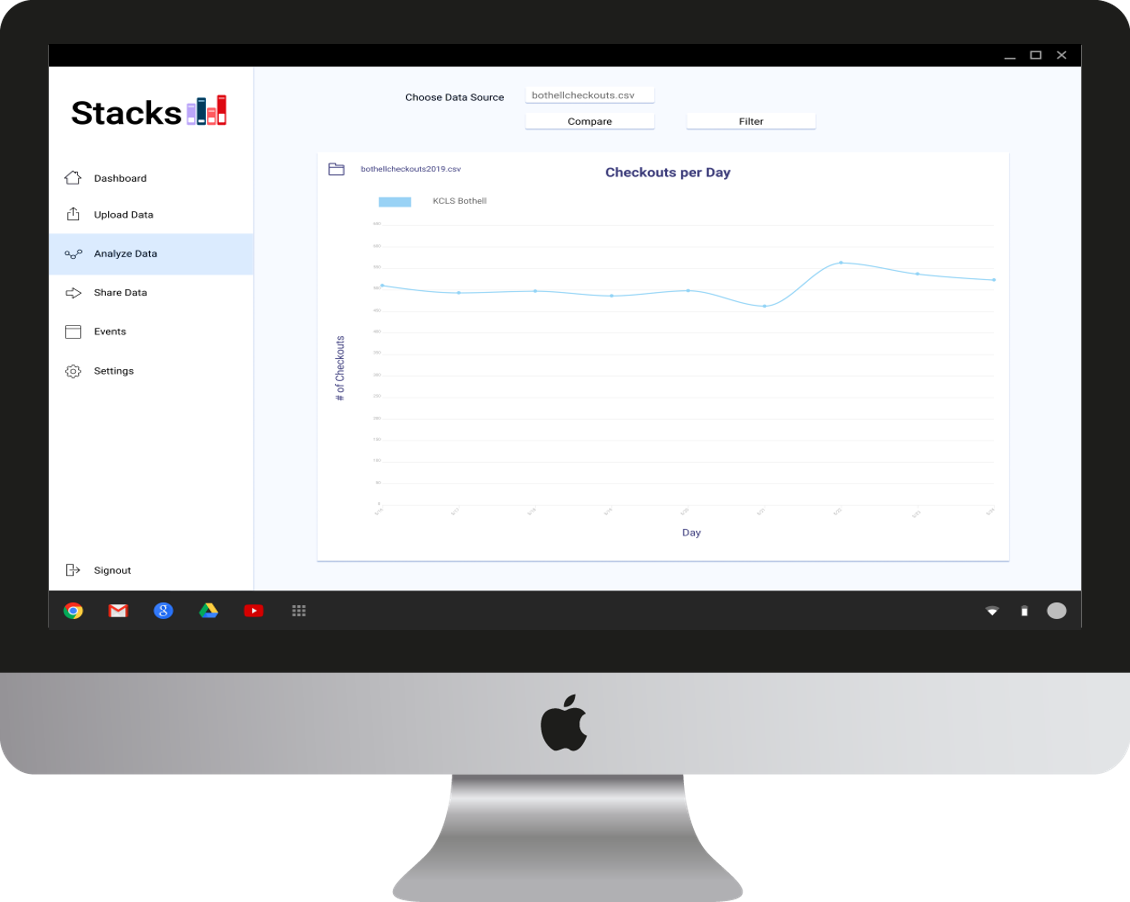 Stacks
Choose Data Source
bothellcheckouts.csv
Compare
Filter
Dashboard
Upload Data
Analyze Data
Share Data
Events
Settings
Signout
bothellcheckouts2019.csv
Checkouts per Day
KCLS Bothell
# of Checkouts
Day